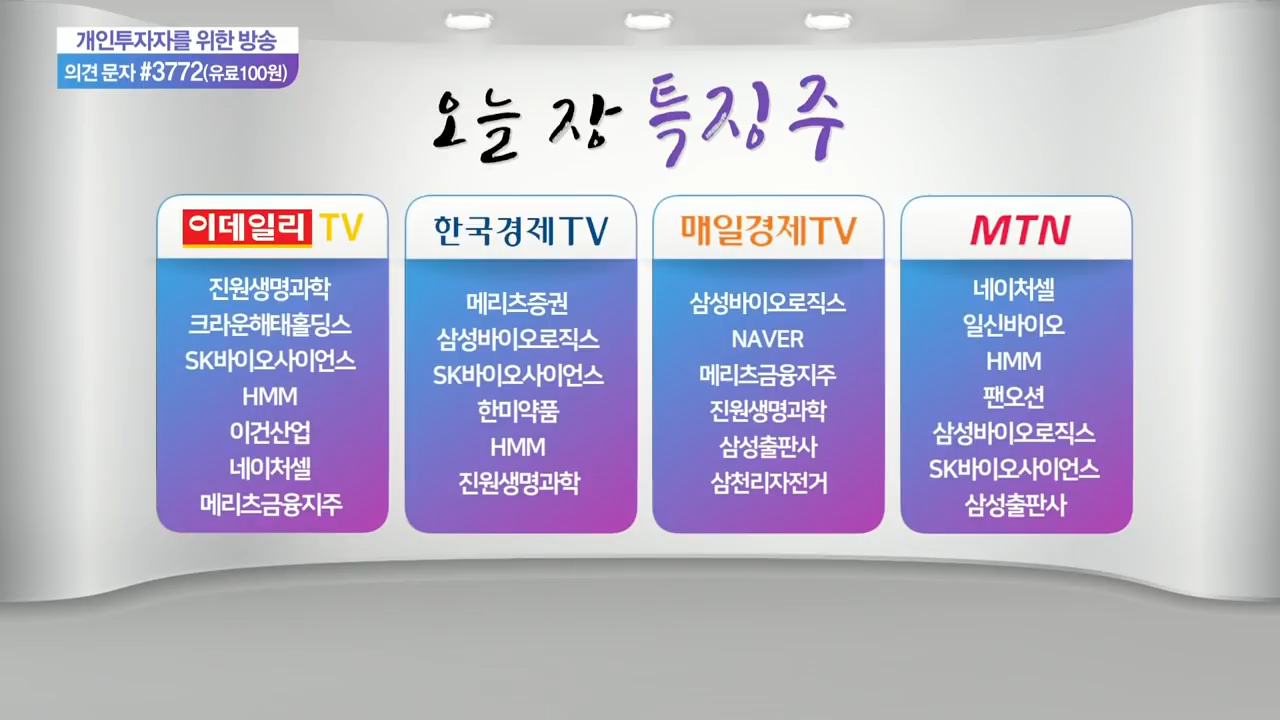 개인투자자를 위한 방송
의견 문자 #3772(유료100원)
오늘 장 특징주
이데일리 TV
진원생명과학
크라운해태홀딩스
SK바이오사이언스
HMM
이건산업
네이처셀
메리츠금융지주
한국경제TV
메리츠증권
삼성바이오로직스
SK바이오사이언스
한미약품
HMM
진원생명과학
매일경제TV
삼성바이오로직스
NAVER
메리츠금융지주
진원생명과학
삼성출판사
삼천리자전거
MTN
네이처셀
일신바이오
HMM
팬오션
삼성바이오로직스
SK바이오사이언스
삼성출판사